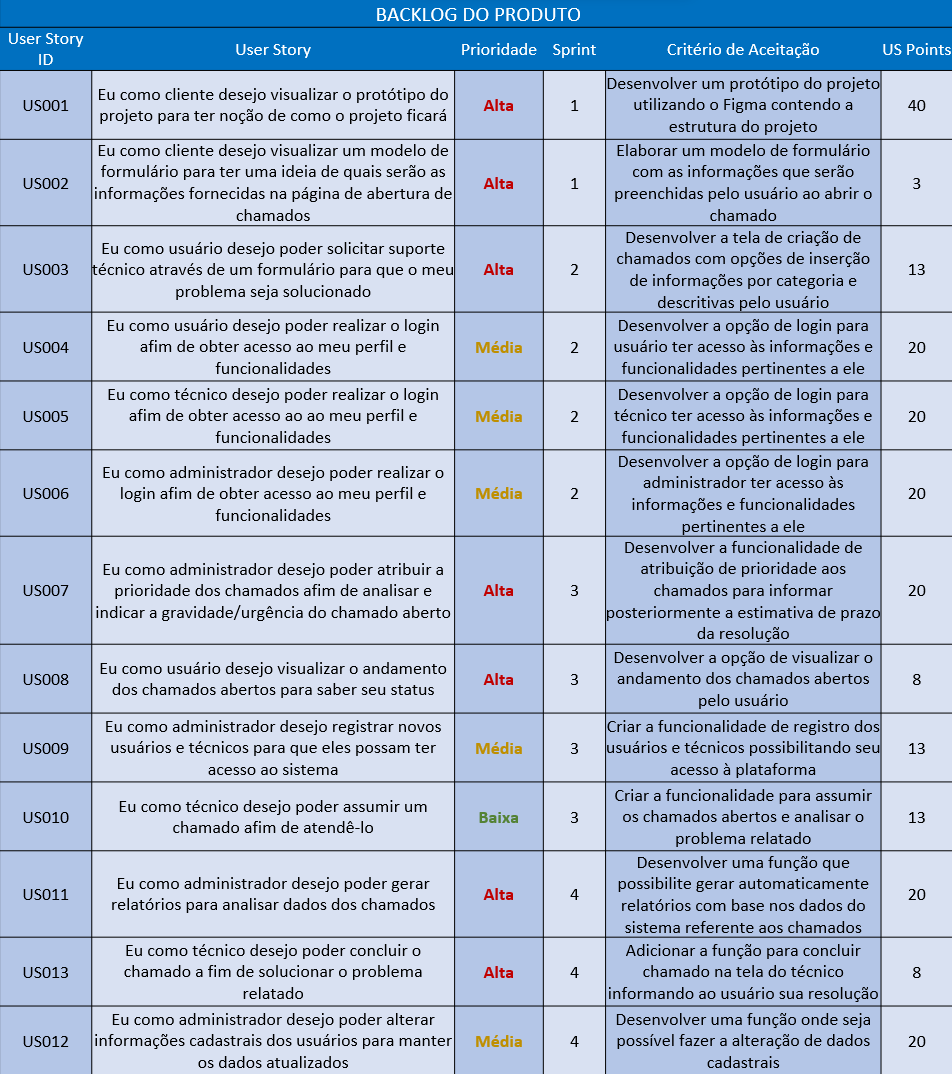 BACKLOG DO PRODUTO
User Story
ID
User Story
Prioridade
Sprint
Critério de Aceitação
US Points
US001
Eu como cliente desejo visualizar o protótipo do
projeto para ter noção de como o projeto ficará
Alta
1
Desenvolver um protótipo do projeto
utilizando o Figma contendo a
estrutura do projeto
40
US002
Eu como cliente desejo visualizar um modelo de
formulário para ter uma ideia de quais serão as
informações fornecidas na página de abertura de
chamados
Alta
1
Elaborar um modelo de formulário
com as informações que serão
preenchidas pelo usuário ao abrir o
chamado
3
US003
Eu como usuário desejo poder solicitar suporte
técnico através de um formulário para que o meu
problema seja solucionado
Alta
2
Desenvolver a tela de criação de
chamados com opções de inserção
de informações por categoria e
descritivas pelo usuário
13
US004
Eu como usuário desejo poder realizar o login
afim de obter acesso ao meu perfil e
funcionalidades
Média
2
Desenvolver a opção de login para
usuário ter acesso às informações e
funcionalidades pertinentes a ele
20
US005
Eu como técnico desejo poder realizar o login
afim de obter acesso ao ao meu perfil e
funcionalidades
Média
2
Desenvolver a opção de login para
técnico ter acesso às informações e
funcionalidades pertinentes a ele
20
US006
Eu como administrador desejo poder realizar o
login afim de obter acesso ao meu perfil e
funcionalidades
Média
2
Desenvolver a opção de login para
administrador ter acesso às
informações e funcionalidades
pertinentes a ele
20
US007
Eu como administrador desejo poder atribuir a
prioridade dos chamados afim de analisar e
indicar a gravidade/urgência do chamado aberto
Alta
3
Desenvolver a funcionalidade de
atribuição de prioridade aos
chamados para informar
posteriormente a estimativa de prazo
da resolução
20
US008
Eu como usuário desejo visualizar o andamento
dos chamados abertos para saber seu status
Alta
3
Desenvolver a opção de visualizar o
andamento dos chamados abertos
pelo usuário
8
US009
Eu como administrador desejo registrar novos
usuários e técnicos para que eles possam ter
acesso ao sistema
Média
3
Criar a funcionalidade de registro dos
usuários e técnicos possibilitando seu
acesso à plataforma
13
US010
Eu como técnico desejo poder assumir um
chamado afim de atendê-lo
Baixa
3
Criar a funcionalidade para assumir
os chamados abertos e analisar o
problema relatado
13
US011
Eu como administrador desejo poder gerar
relatórios para analisar dados dos chamados
Alta
4
Desenvolver uma função que
possibilite gerar automaticamente
relatórios com base nos dados do
sistema referente aos chamados
20
US013
Eu como técnico desejo poder concluir o
chamado a fim de solucionar o problema
relatado
Alta
4
Adicionar a função para concluir
chamado na tela do técnico
informando ao usuário sua resolução
8
US012
Eu como administrador desejo poder alterar
informações cadastrais dos usuários para manter
os dados atualizados
Média
4
Desenvolver uma função onde seja
possível fazer a alteração de dados
cadastrais
20